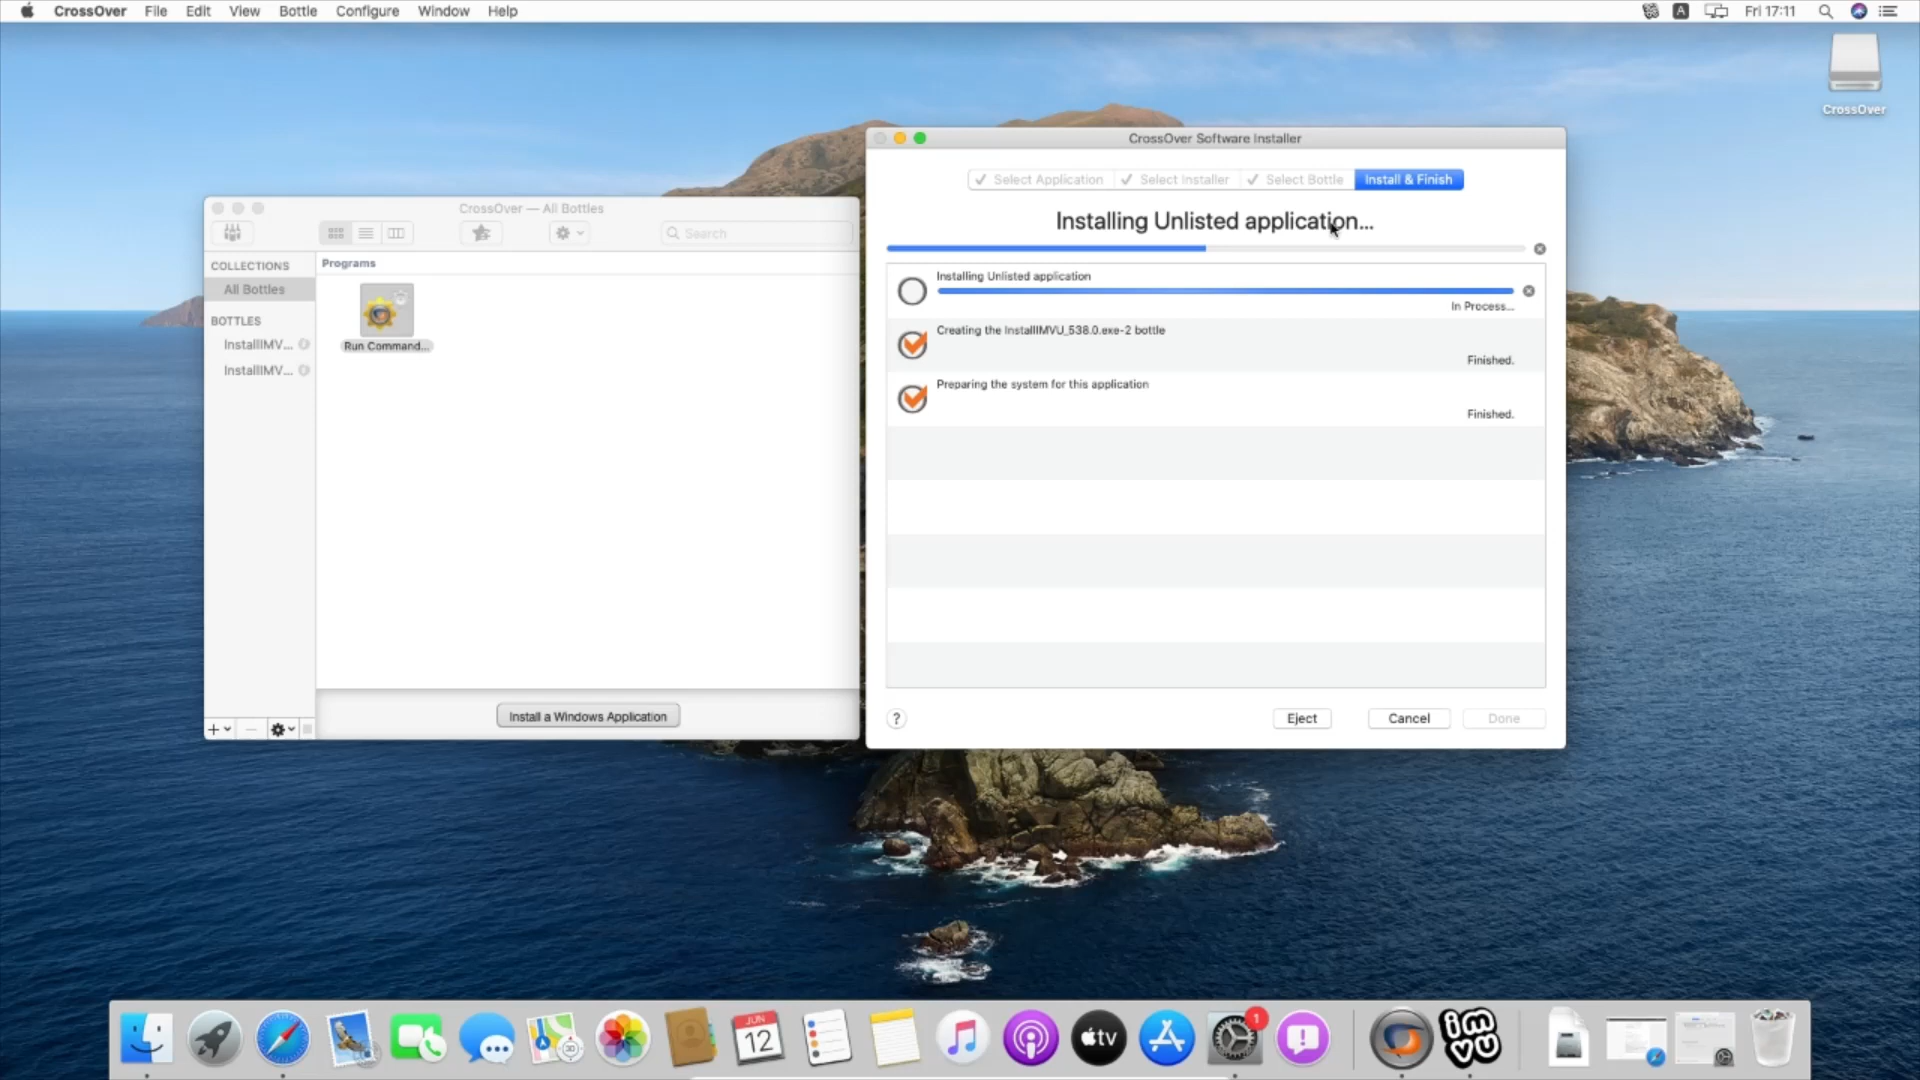 CrossOver File Edit View Bottle Configure Window Help
A Fri 17:11
CrossOver
CrossOver — All Bottles
Search
COLLECTIONS
All Bottles
BOTTLES
InstallIMV...
InstallIMV...
Programs
Run Command...
Install a Windows Application
CrossOver Software Installer
Select Application Select Installer Select Bottle Install & Finish
Installing Unlisted application...
Installing Unlisted application
In Process...
Creating the InstallIMVU_538.0.exe-2 bottle
Finished.
Preparing the system for this application
Finished.
? Eject Cancel Done
JUN
12
tv
1
imvu